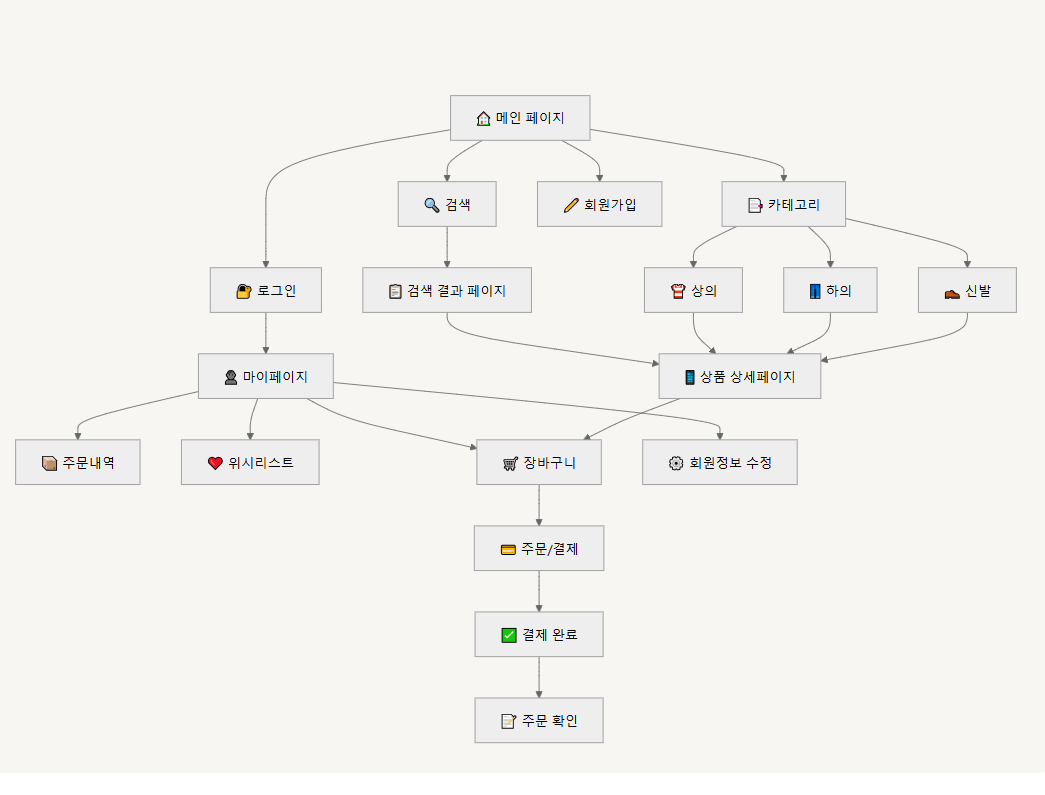 메인 페이지
검색
회원가입
카테고리
로그인
검색 결과 페이지
상의
하의
신발
마이페이지
상품 상세페이지
주문내역
위시리스트
장바구니
회원정보 수정
주문/결제
결제 완료
주문 확인